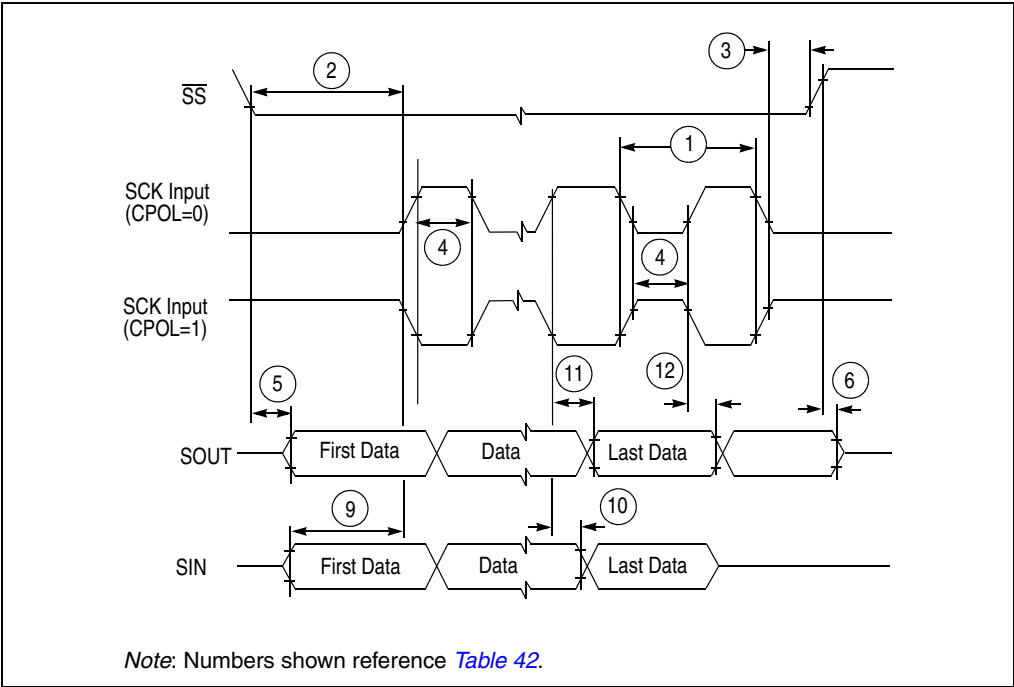 3
2
SS
1
SCK Input
(CPOL=0)
4
4
SCK Input
(CPOL=1)
11
12
5
6
SOUT
First Data
Data
Last Data
9
10
SIN
First Data
Data
Last Data
Note: Numbers shown reference Table 42.